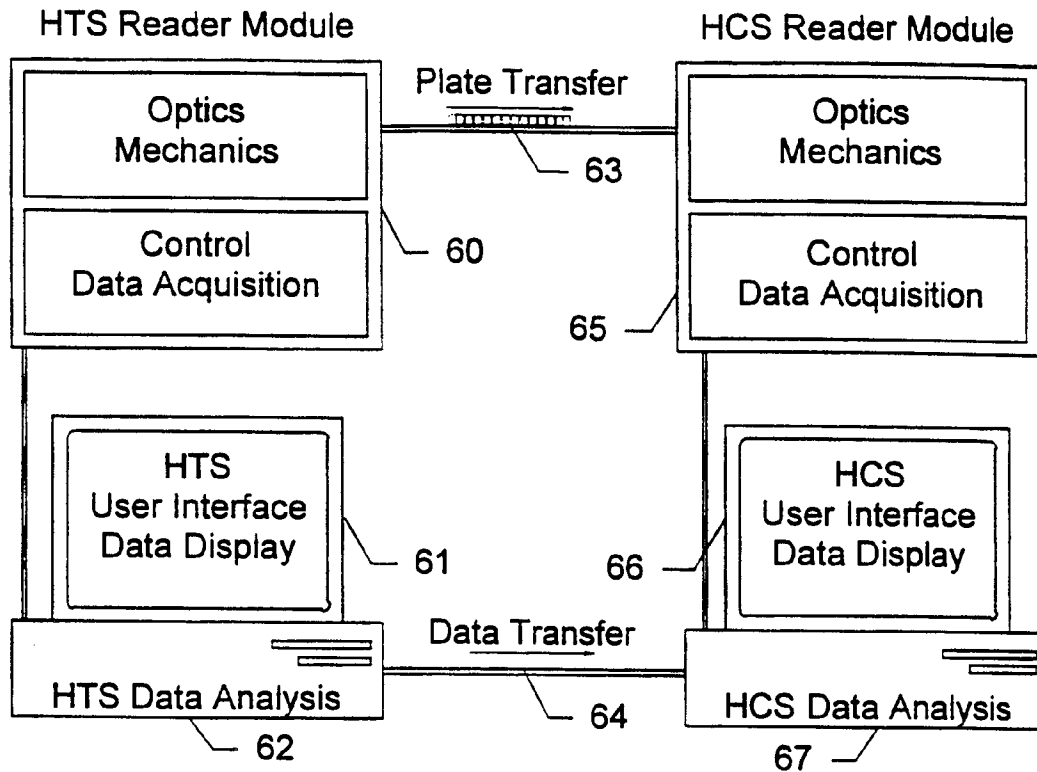 HTS Reader Module
HCS Reader Module
Optics
Mechanics
Control
Data Acquisition
60
Plate Transfer
63
Optics
Mechanics
Control
Data Acquisition
65
HTS
User Interface
Data Display
61
HCS
User Interface
Data Display
66
HTS Data Analysis
62
Data Transfer
64
HCS Data Analysis
67